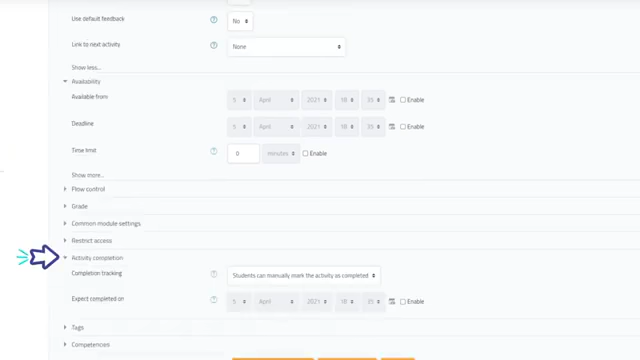 Use default feedback No
Link to next activity None
Show less...
Availability
Available from 5 April 2021 18 35 Enable
Deadline 5 April 2021 18 35 Enable
Time limit 0 minutes Enable
Show more...
Flow control
Grade
Common module settings
Restrict access
Activity completion
Completion tracking Students can manually mark the activity as completed
Expect completed on 5 April 2021 18 35 Enable
Tags
Competencies